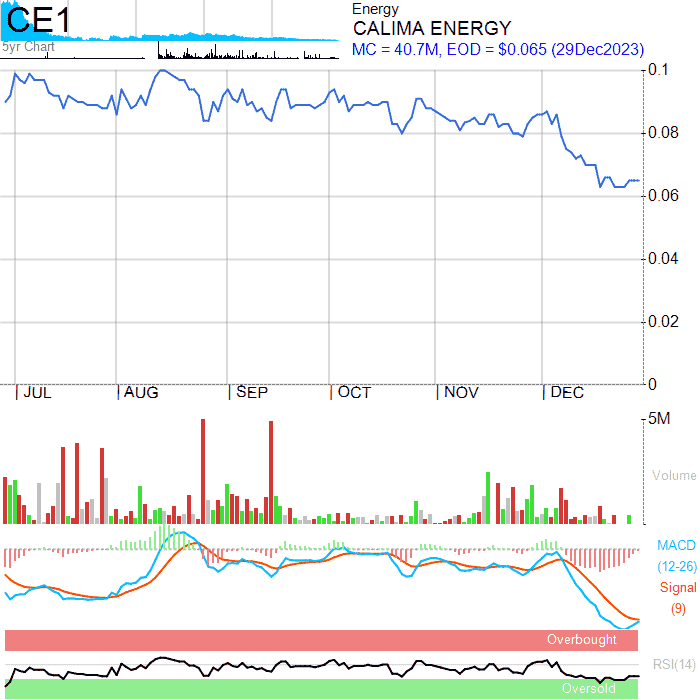 CE1
5yr Chart
Energy
CALIMA ENERGY
MC = 40.7M, EOD = $0.065 (29Dec2023)
0.1
0.08
0.06
0.04
0.02
0
JUL AUG SEP OCT NOV DEC
5M
Volume
MACD
(12-26)
Signal
(9)
Overbought
RSI(14)
Oversold